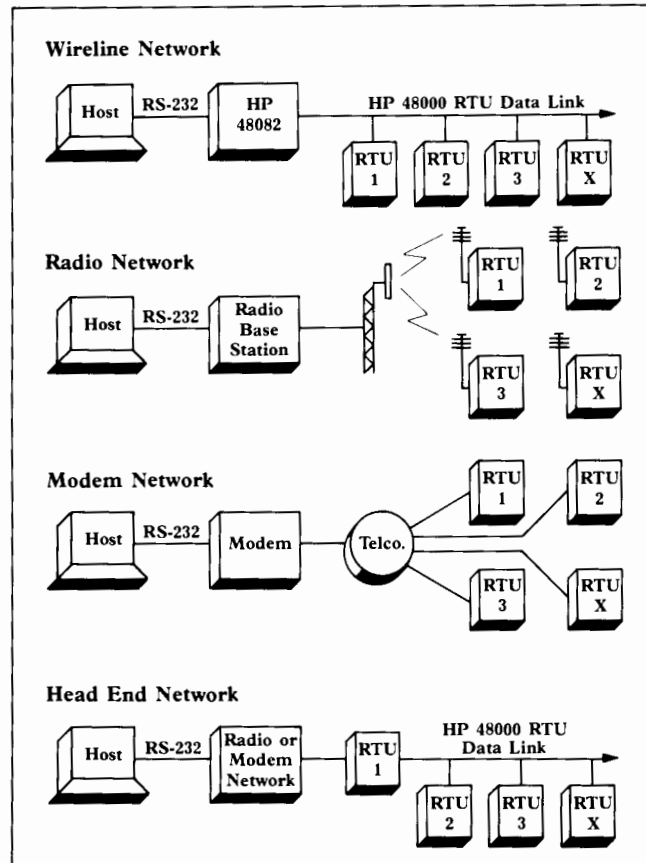 Wireline Network
Host
RS-232
HP
48082
HP 48000 RTU Data Link
RTU
1
RTU
2
RTU
3
RTU
X
Radio Network
Host
RS-232
Radio
Base
Station
RTU
1
RTU
2
RTU
3
RTU
X
Modem Network
Host
RS-232
Modem
Telco.
RTU
1
RTU
2
RTU
3
RTU
X
Head End Network
Host
RS-232
Radio or
Modem
Network
RTU
1
HP 48000 RTU
Data Link
RTU
2
RTU
3
RTU
X